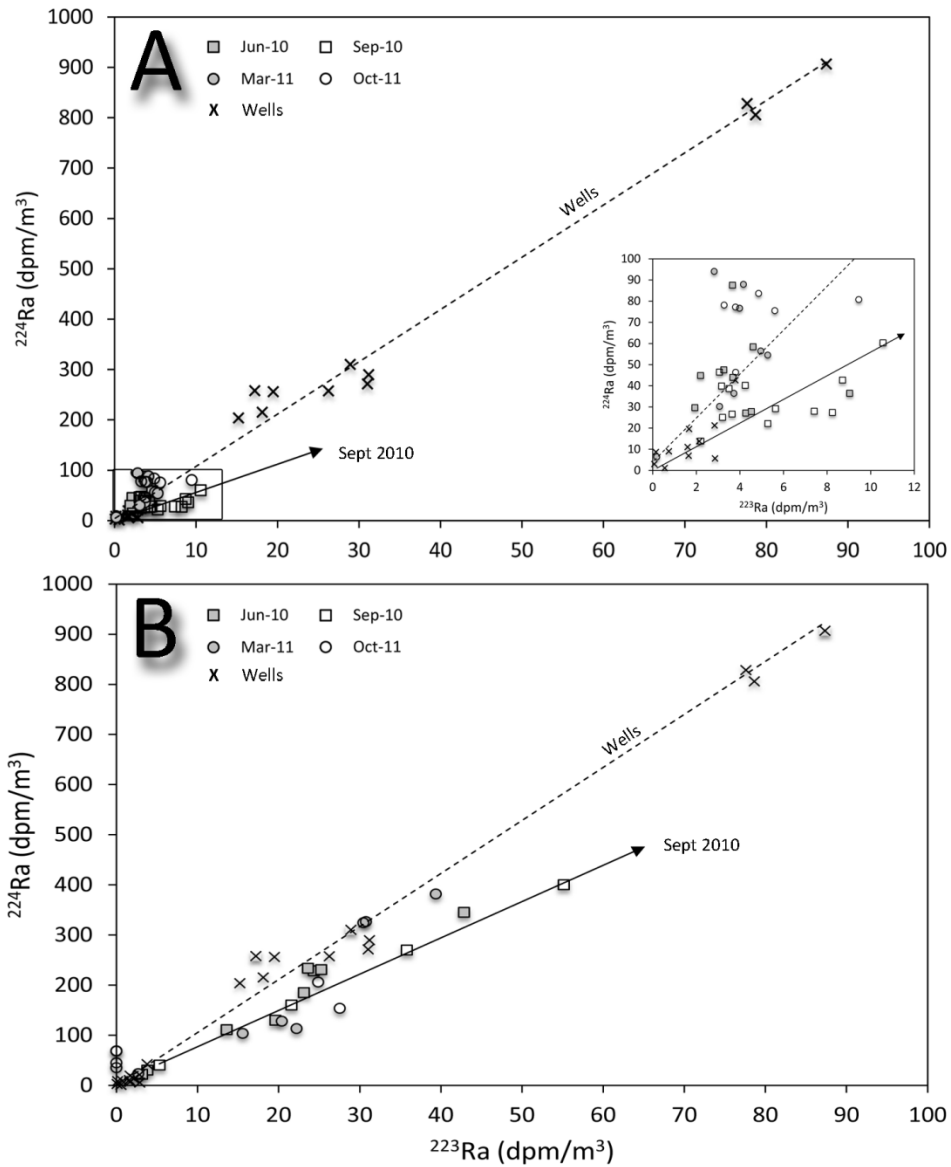 A
Jun-10 Sep-10
Mar-11 Oct-11
X Wells
1000
900
800
700
600
500
400
300
200
100
0
²²⁴Ra (dpm/m³)
Wells
Sept 2010
100
90
80
70
60
50
40
30
20
10
0
²²⁴Ra (dpm/m³)
0 2 4 6 8 10 12
²²³Ra (dpm/m³)
0 10 20 30 40 50 60 70 80 90 100
B
Jun-10 Sep-10
Mar-11 Oct-11
X Wells
1000
900
800
700
600
500
400
300
200
100
0
²²⁴Ra (dpm/m³)
Wells
Sept 2010
0 10 20 30 40 50 60 70 80 90 100
²²³Ra (dpm/m³)